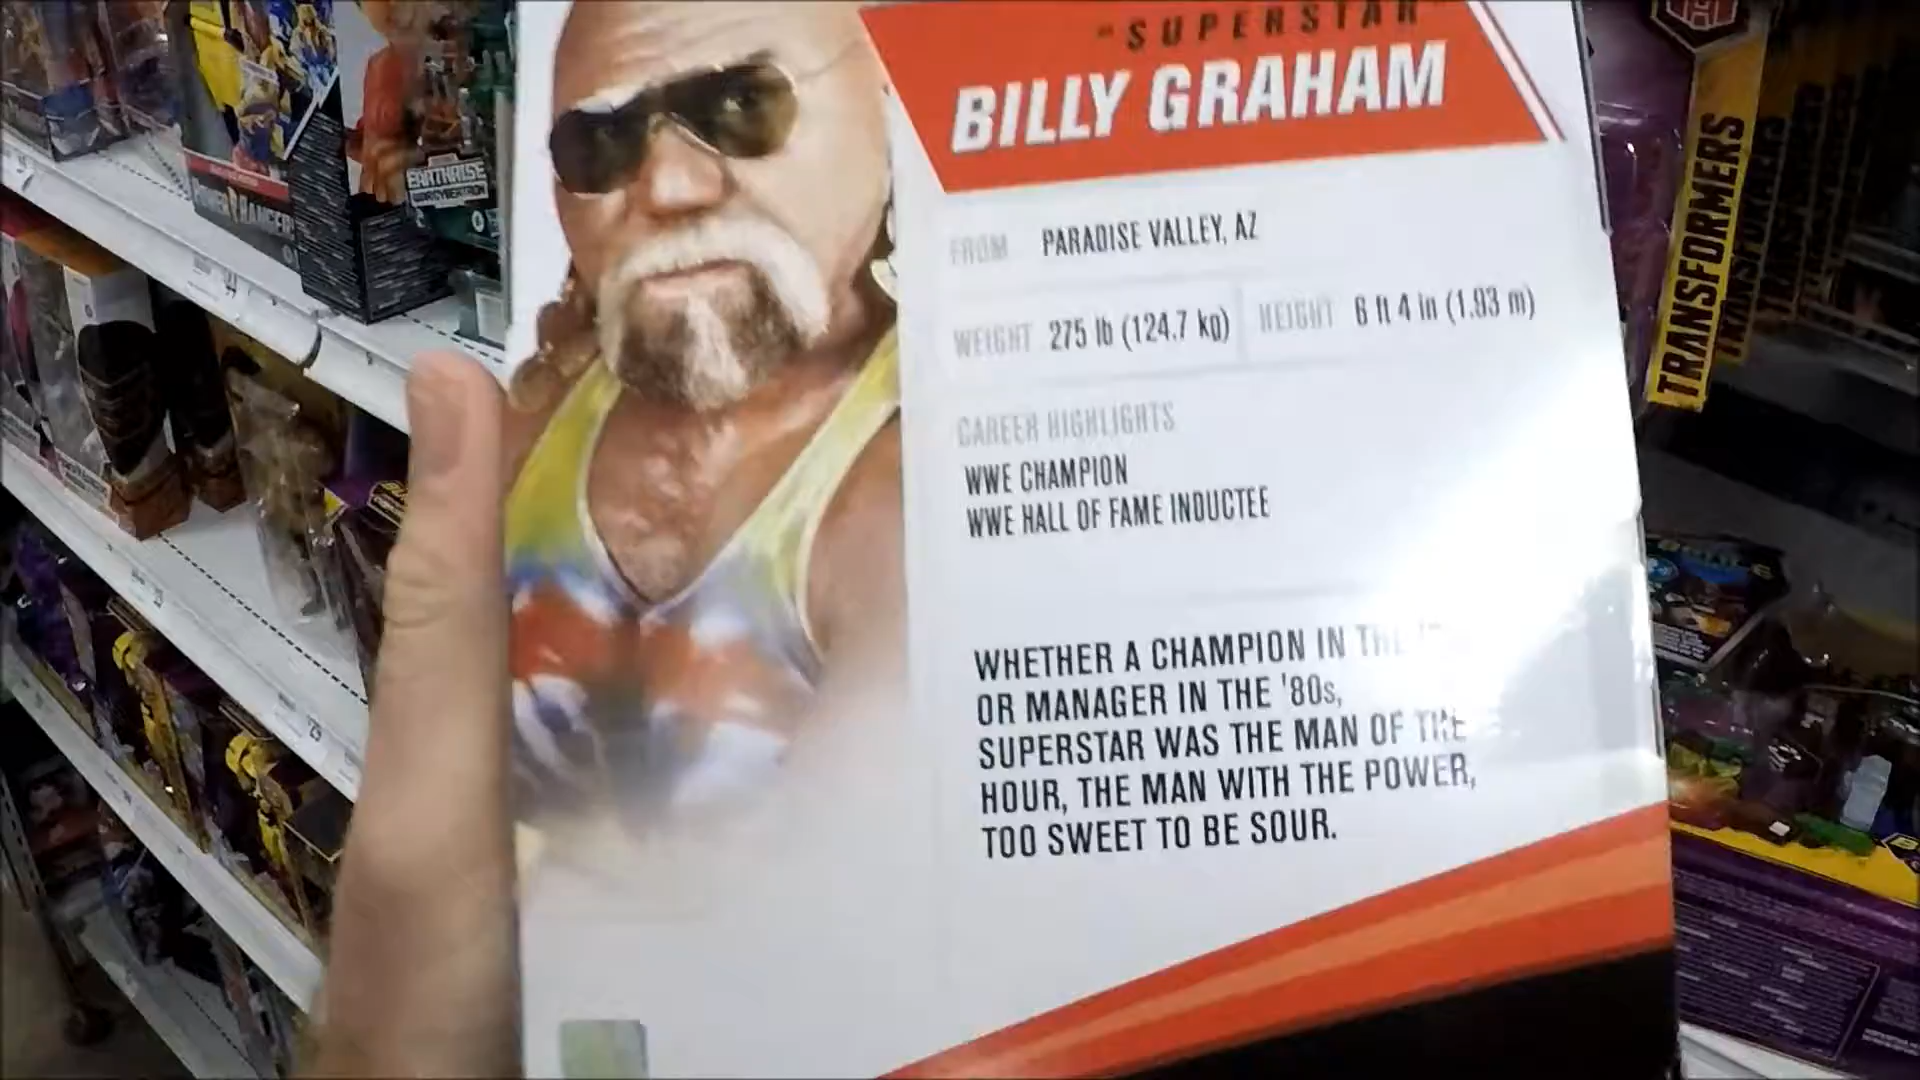 "SUPERSTAR"
BILLY GRAHAM
FROM PARADISE VALLEY, AZ
WEIGHT 275 lb (124.7 kg) HEIGHT 6 ft 4 in (1.93 m)
CAREER HIGHLIGHTS
WWE CHAMPION
WWE HALL OF FAME INDUCTEE
WHETHER A CHAMPION IN THE
OR MANAGER IN THE '80s,
SUPERSTAR WAS THE MAN OF THE
HOUR, THE MAN WITH THE POWER,
TOO SWEET TO BE SOUR.
EARTHRISE
POWER RANGERS
TRANSFORMERS
TRANSFORMERS